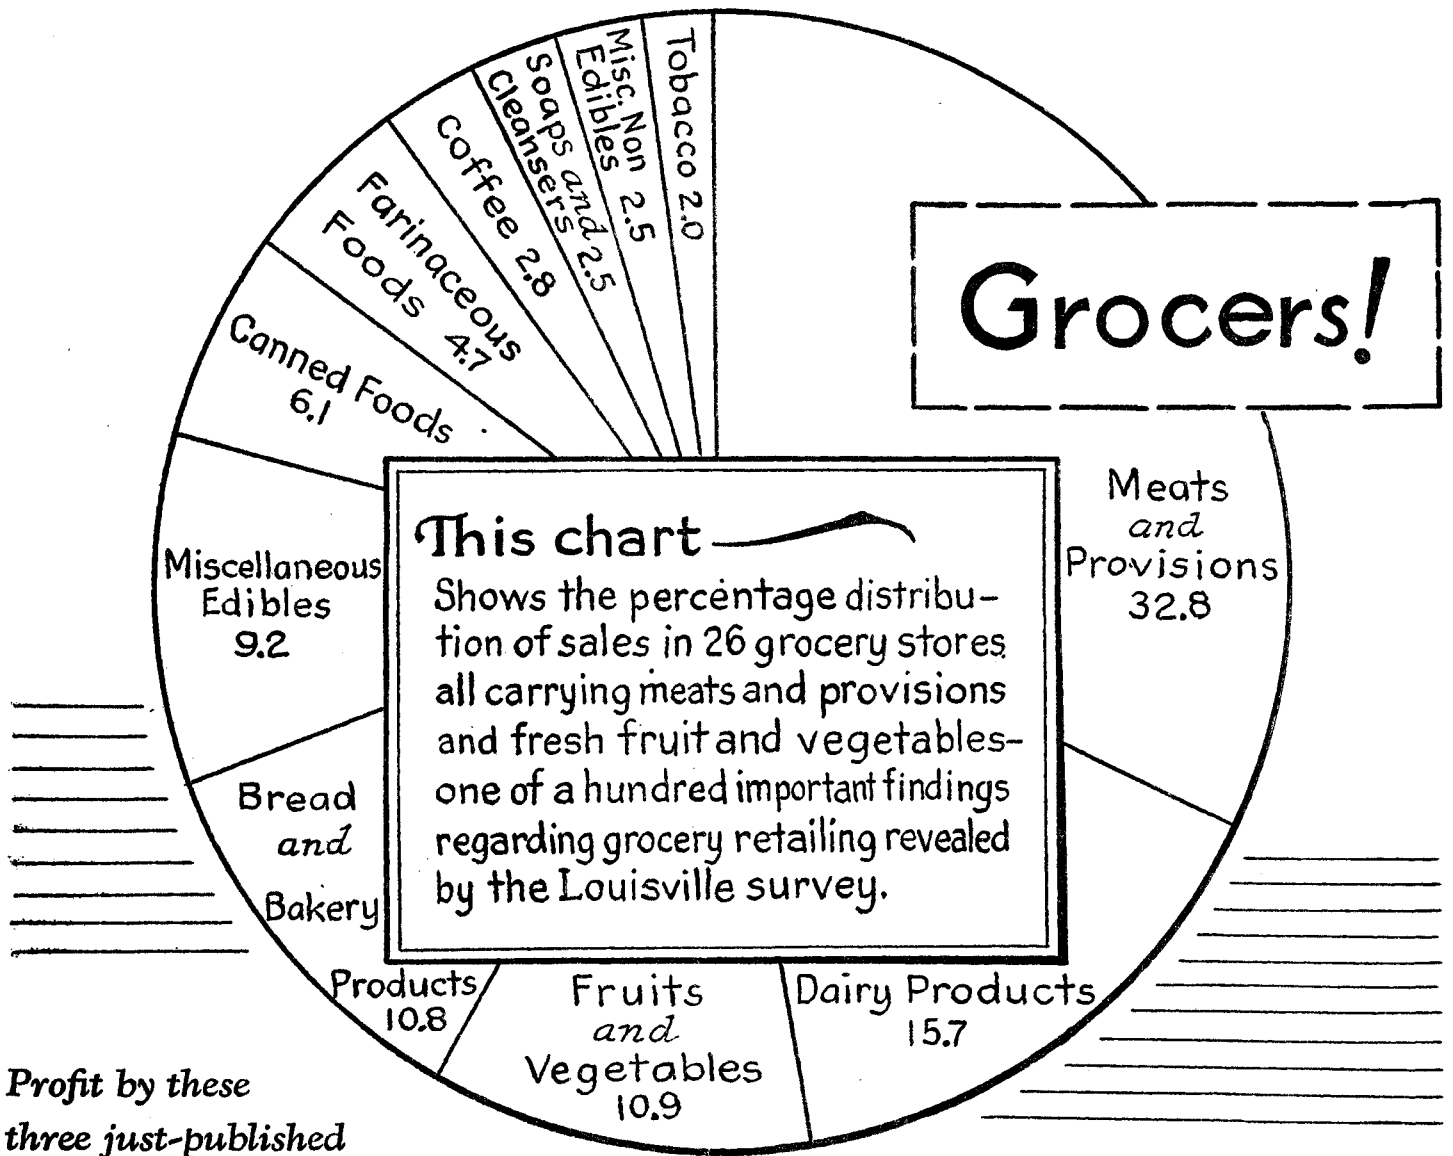 Grocers!
Tobacco 2.0
Misc. Non
Edibles 2.5
Soaps and
Cleansers 2.5
Coffee 2.8
Farinaceous
Foods 4.7
Canned Foods
6.1
Miscellaneous
Edibles
9.2
Bread
and
Bakery
Products
10.8
Fruits
and
Vegetables
10.9
Dairy Products
15.7
Meats
and
Provisions
32.8
This chart
Shows the percentage distribu-
tion of sales in 26 grocery stores
all carrying meats and provisions
and fresh fruit and vegetables-
one of a hundred important findings
regarding grocery retailing revealed
by the Louisville survey.
Profit by these
three just-published